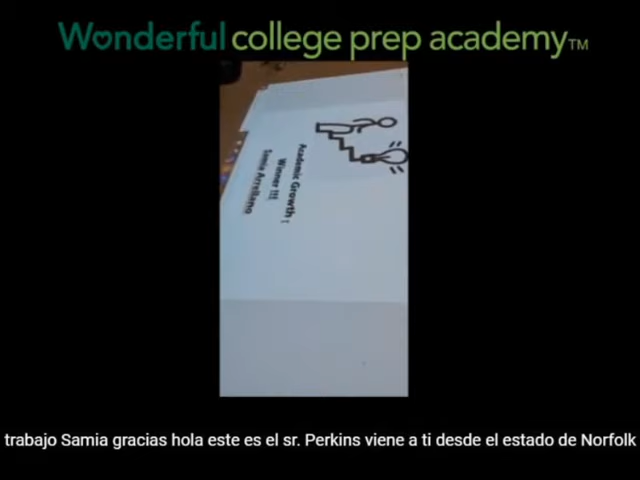 Wonderful college prep academy™
Academic Growth!
Winner!!!
Samia Arrellano
trabajo Samia gracias hola este es el sr. Perkins viene a ti desde el estado de Norfolk